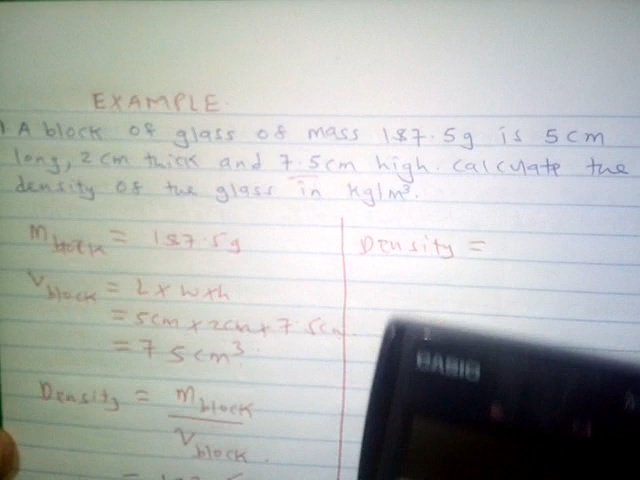 EXAMPLE.
A block of glass of mass 187.5g is 5cm
long, 2cm thick and 7.5cm high. calculate the
density of the glass in kg/m³.
M block = 187.5g
V block = L x w x h
= 5cm x 2cm x 7.5cm
= 75cm³.
Density = M block
V block.
Density =
CASIO